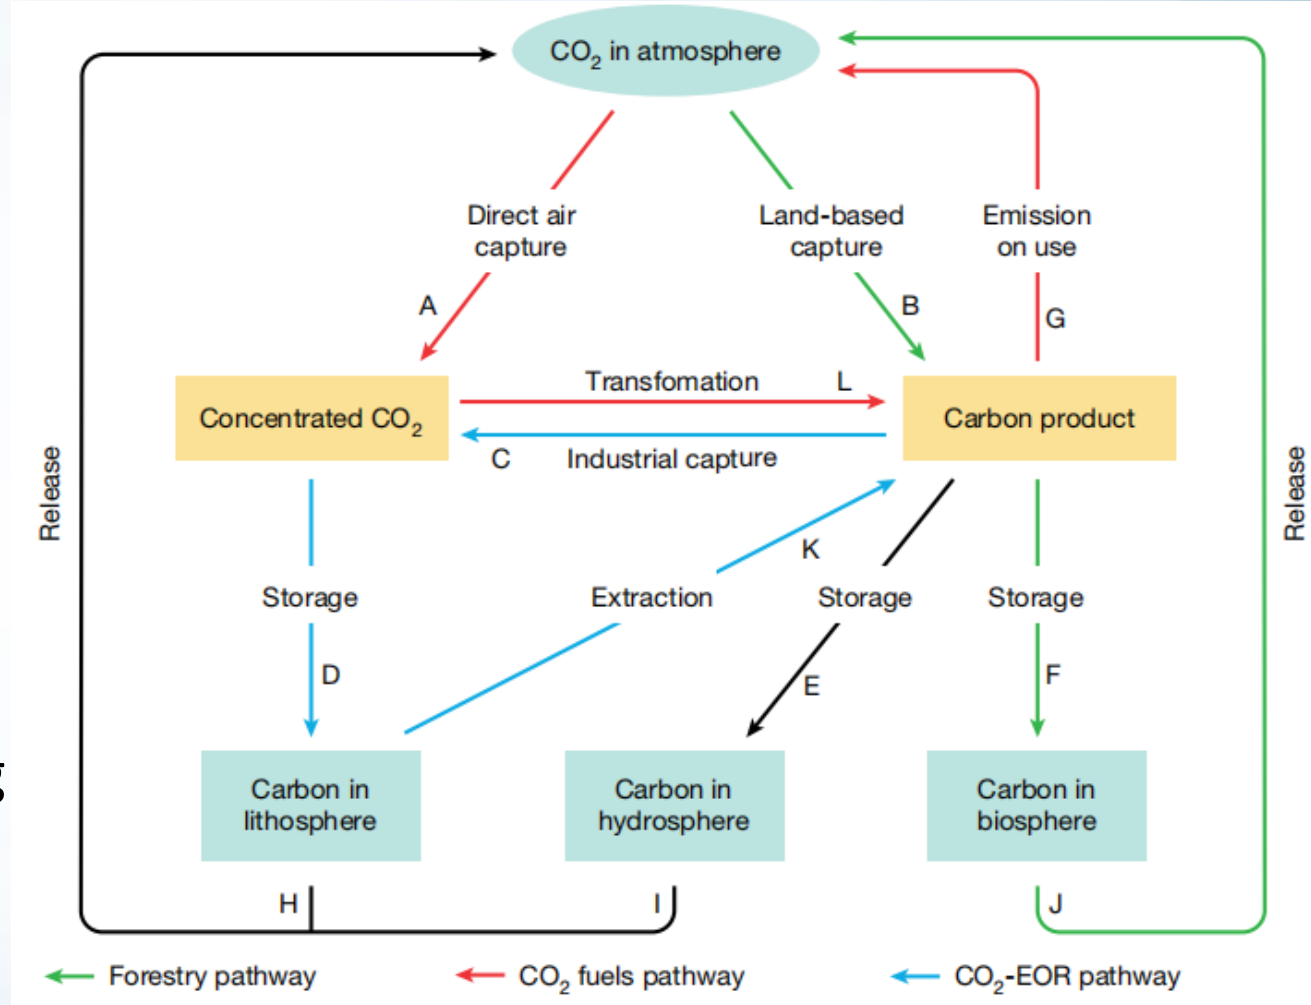 CO₂ in atmosphere
Direct air
capture
Land-based
capture
Emission
on use
A
B
G
Transfomation
L
Concentrated CO₂
Carbon product
C
Industrial capture
Release
Release
K
Storage
Extraction
Storage
Storage
D
E
F
g
Carbon in
lithosphere
Carbon in
hydrosphere
Carbon in
biosphere
H
I
J
Forestry pathway
CO₂ fuels pathway
CO₂-EOR pathway